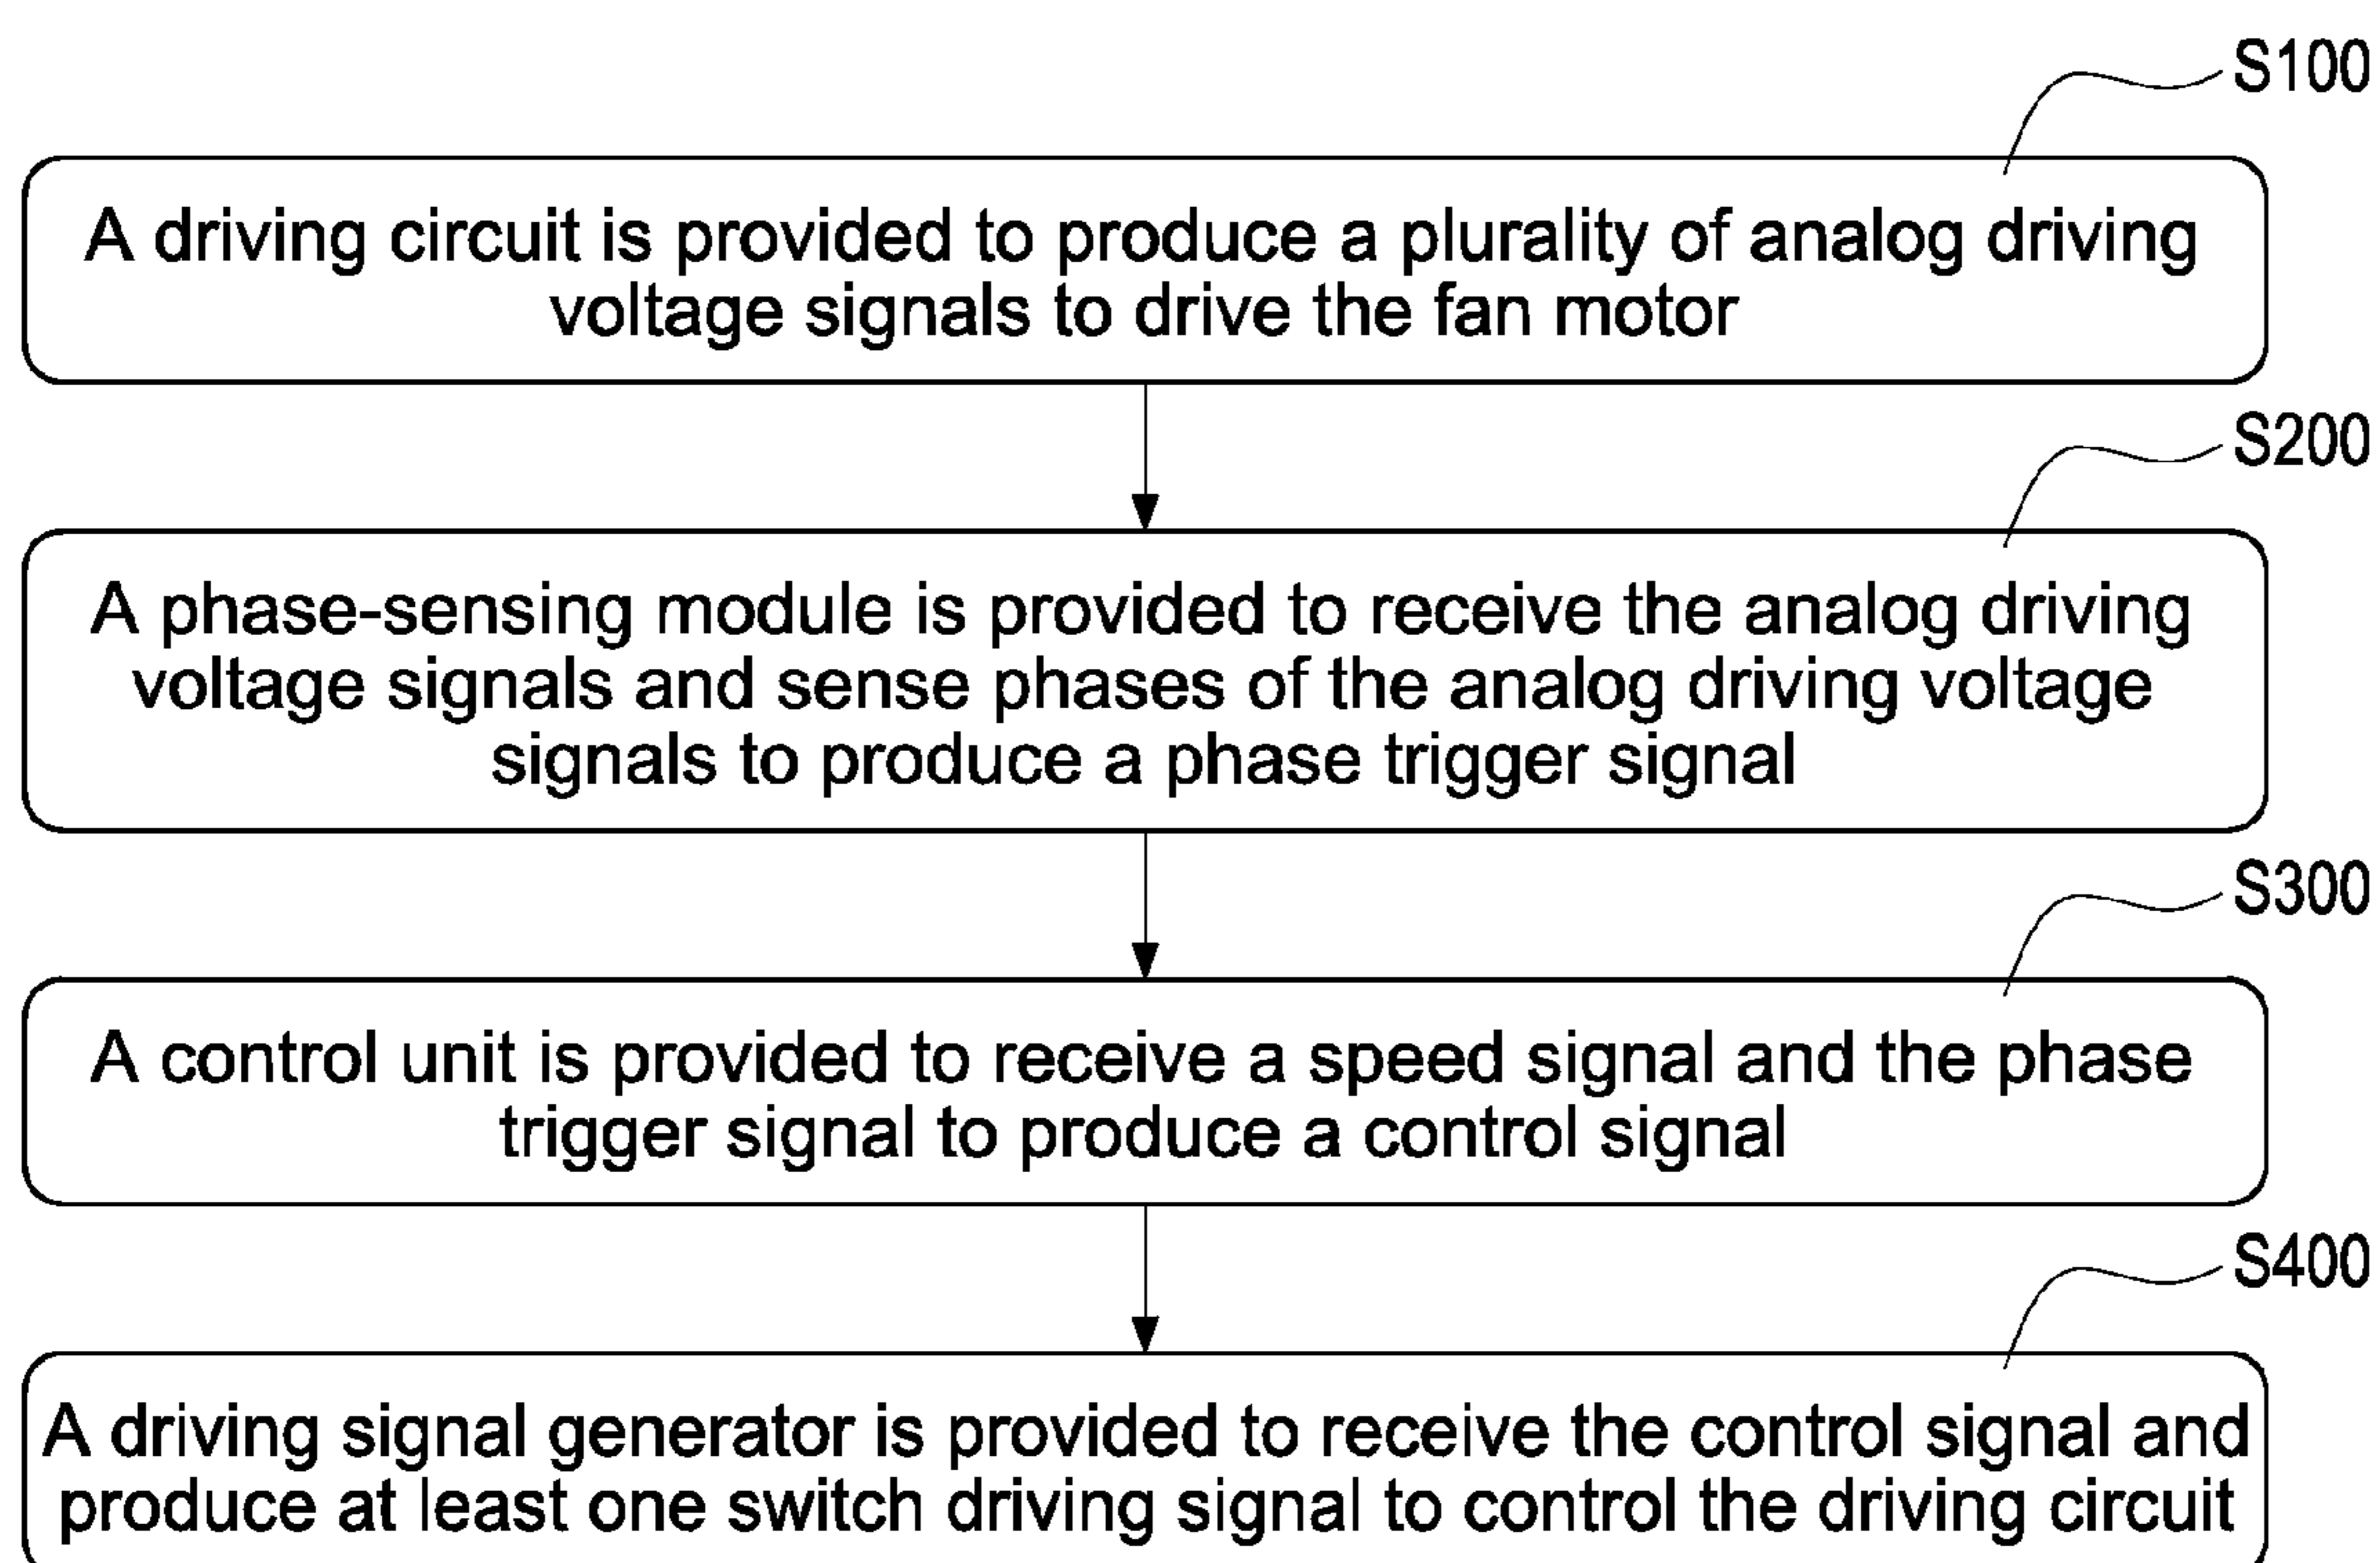 S100
A driving circuit is provided to produce a plurality of analog driving
voltage signals to drive the fan motor
S200
A phase-sensing module is provided to receive the analog driving
voltage signals and sense phases of the analog driving voltage
signals to produce a phase trigger signal
S300
A control unit is provided to receive a speed signal and the phase
trigger signal to produce a control signal
S400
A driving signal generator is provided to receive the control signal and
produce at least one switch driving signal to control the driving circuit